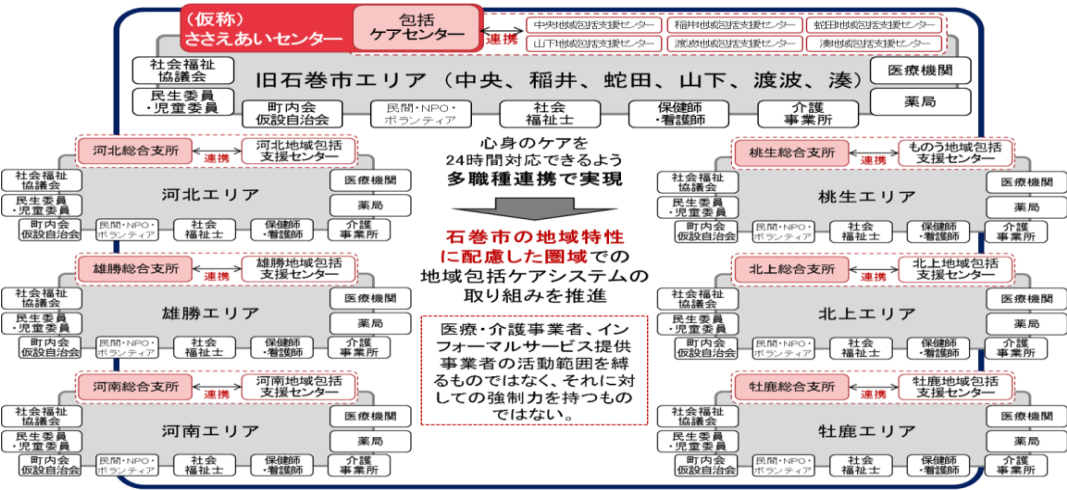 (仮称)
ささえあいセンター
包括
ケアセンター
連携
中央地域包括支援センター
稲井地域包括支援センター
蛇田地域包括支援センター
山下地域包括支援センター
渡波地域包括支援センター
湊地域包括支援センター
社会福祉
協議会
民生委員
・児童委員
旧石巻市エリア(中央、稲井、蛇田、山下、渡波、湊)
医療機関
薬局
町内会
仮設自治会
民間・NPO・
ボランティア
社会
福祉士
保健師
・看護師
介護
事業所
心身のケアを
24時間対応できるよう
多職種連携で実現
石巻市の地域特性
に配慮した圏域での
地域包括ケアシステムの
取り組みを推進
医療・介護事業者、イン
フォーマルサービス提供
事業者の活動範囲を縛
るものではなく、それに対
しての強制力を持つもの
ではない。
河北総合支所
連携
河北地域包括
支援センター
社会福祉
協議会
民生委員
・児童委員
河北エリア
医療機関
薬局
町内会
仮設自治会
民間・NPO・
ボランティア
社会
福祉士
保健師
・看護師
介護
事業所
雄勝総合支所
連携
雄勝地域包括
支援センター
社会福祉
協議会
民生委員
・児童委員
雄勝エリア
医療機関
薬局
町内会
仮設自治会
民間・NPO・
ボランティア
社会
福祉士
保健師
・看護師
介護
事業所
河南総合支所
連携
河南地域包括
支援センター
社会福祉
協議会
民生委員
・児童委員
河南エリア
医療機関
薬局
町内会
仮設自治会
民間・NPO・
ボランティア
社会
福祉士
保健師
・看護師
介護
事業所
桃生総合支所
連携
ものう地域包括
支援センター
社会福祉
協議会
民生委員
・児童委員
桃生エリア
医療機関
薬局
町内会
仮設自治会
民間・NPO・
ボランティア
社会
福祉士
保健師
・看護師
介護
事業所
北上総合支所
連携
北上地域包括
支援センター
社会福祉
協議会
民生委員
・児童委員
北上エリア
医療機関
薬局
町内会
仮設自治会
民間・NPO・
ボランティア
社会
福祉士
保健師
・看護師
介護
事業所
牡鹿総合支所
連携
牡鹿地域包括
支援センター
社会福祉
協議会
民生委員
・児童委員
牡鹿エリア
医療機関
薬局
町内会
仮設自治会
民間・NPO・
ボランティア
社会
福祉士
保健師
・看護師
介護
事業所